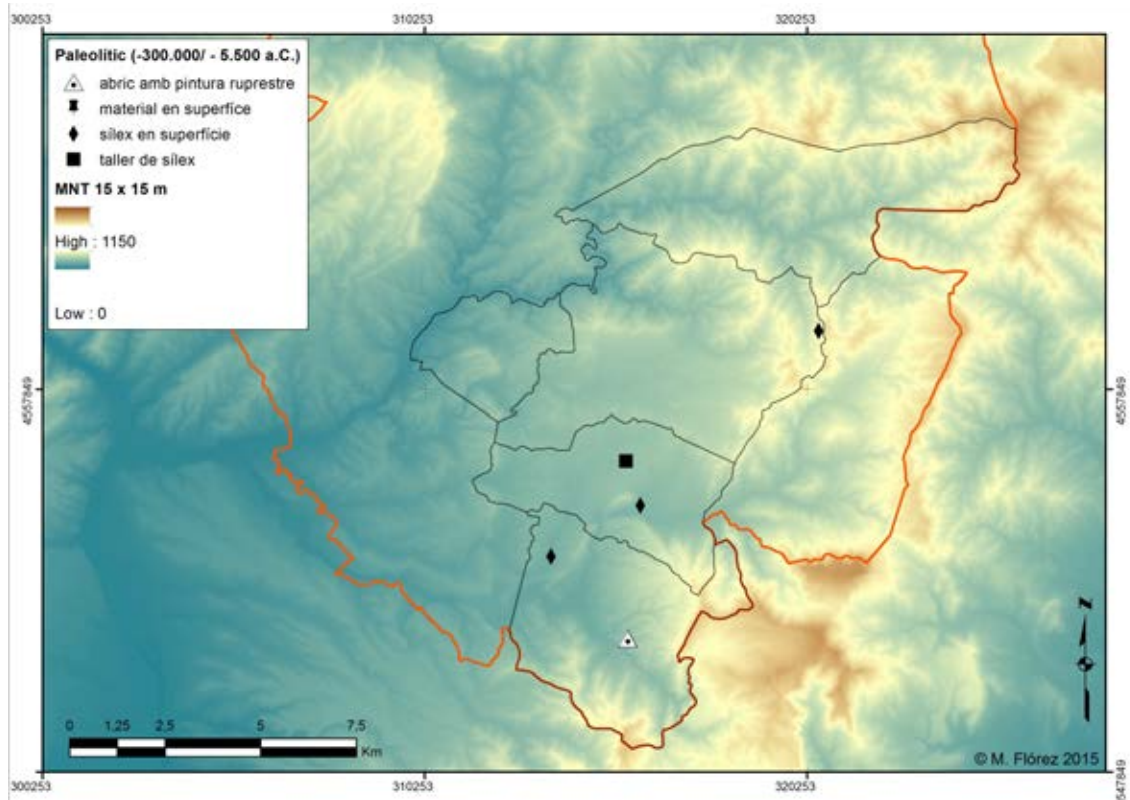 300253 310253 320253
Paleolitic (-300.000/ - 5.500 a.C.)
abric amb pintura ruprestre
material en superfíce
sílex en superfície
taller de sílex
MNT 15 x 15 m
High : 1150
Low : 0
4557849 4557849
N
0 1,25 2,5 5 7,5
Km
© M. Flórez 2015
547849
300253 310253 320253